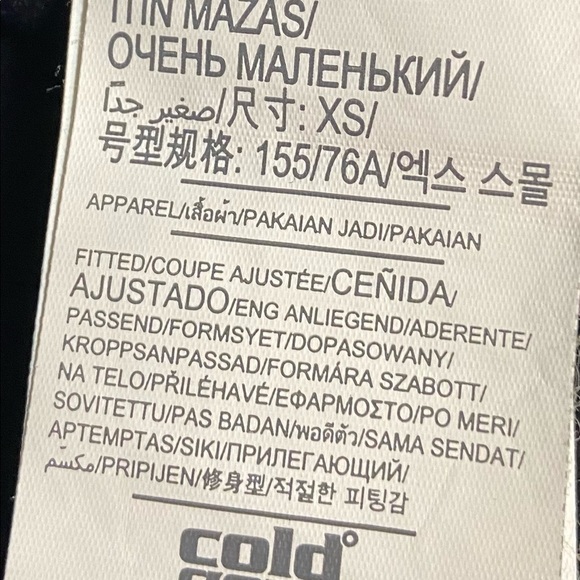 ITIN MAZAS/
ОЧЕНЬ МАЛЕНЬКИЙ/
صغير جدًا/尺寸: XS/
号型规格: 155/76A/엑스 스몰
APPAREL/เสื้อผ้า/PAKAIAN JADI/PAKAIAN
FITTED/COUPE AJUSTÉE/CEÑIDA/
AJUSTADO/ENG ANLIEGEND/ADERENTE/
PASSEND/FORMSYET/DOPASOWANY/
KROPPSANPASSAD/FORMÁRA SZABOTT/
NA TELO/PŘILÉHAVÉ/ΕΦΑΡΜΟΣΤΟ/PO MERI/
SOVITETTU/PAS BADAN/พอดีตัว/SAMA SENDAT/
APTEMPTAS/SIKI/ПРИЛЕГАЮЩИЙ/
مكسّم/PRIPIJEN/修身型/적절한 피팅감
cold°